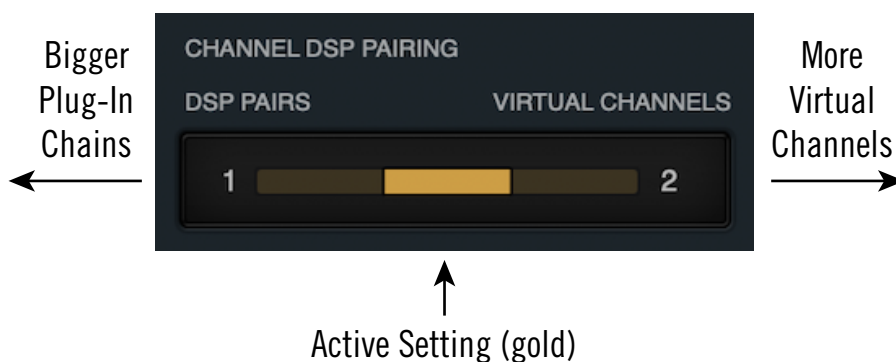 Bigger
Plug-In
Chains
CHANNEL DSP PAIRING
DSP PAIRS VIRTUAL CHANNELS
1 2
More
Virtual
Channels
Active Setting (gold)